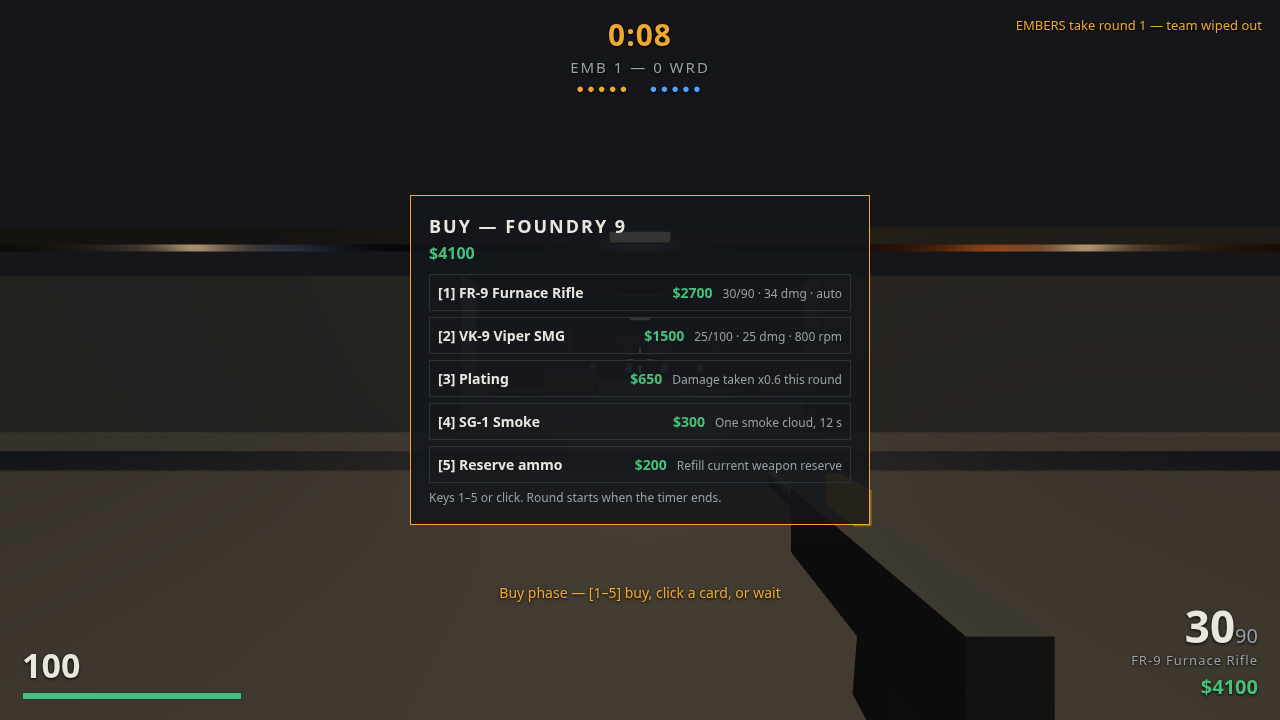 0:08
EMBERS take round 1 — team wiped out
EMB 1 — 0 WRD
BUY — FOUNDRY 9
$4100
[1] FR-9 Furnace Rifle $2700 30/90 · 34 dmg · auto
[2] VK-9 Viper SMG $1500 25/100 · 25 dmg · 800 rpm
[3] Plating $650 Damage taken x0.6 this round
[4] SG-1 Smoke $300 One smoke cloud, 12 s
[5] Reserve ammo $200 Refill current weapon reserve
Keys 1–5 or click. Round starts when the timer ends.
Buy phase — [1–5] buy, click a card, or wait
100
30 90
FR-9 Furnace Rifle
$4100